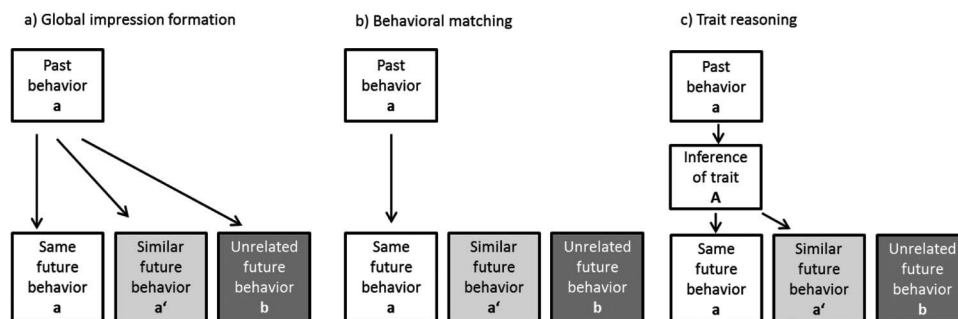 a) Global impression formation
b) Behavioral matching
c) Trait reasoning
Past
behavior
a
Past
behavior
a
Past
behavior
a
Inference
of trait
A
Same
future
behavior
a
Similar
future
behavior
a‘
Unrelated
future
behavior
b
Same
future
behavior
a
Similar
future
behavior
a‘
Unrelated
future
behavior
b
Same
future
behavior
a
Similar
future
behavior
a‘
Unrelated
future
behavior
b